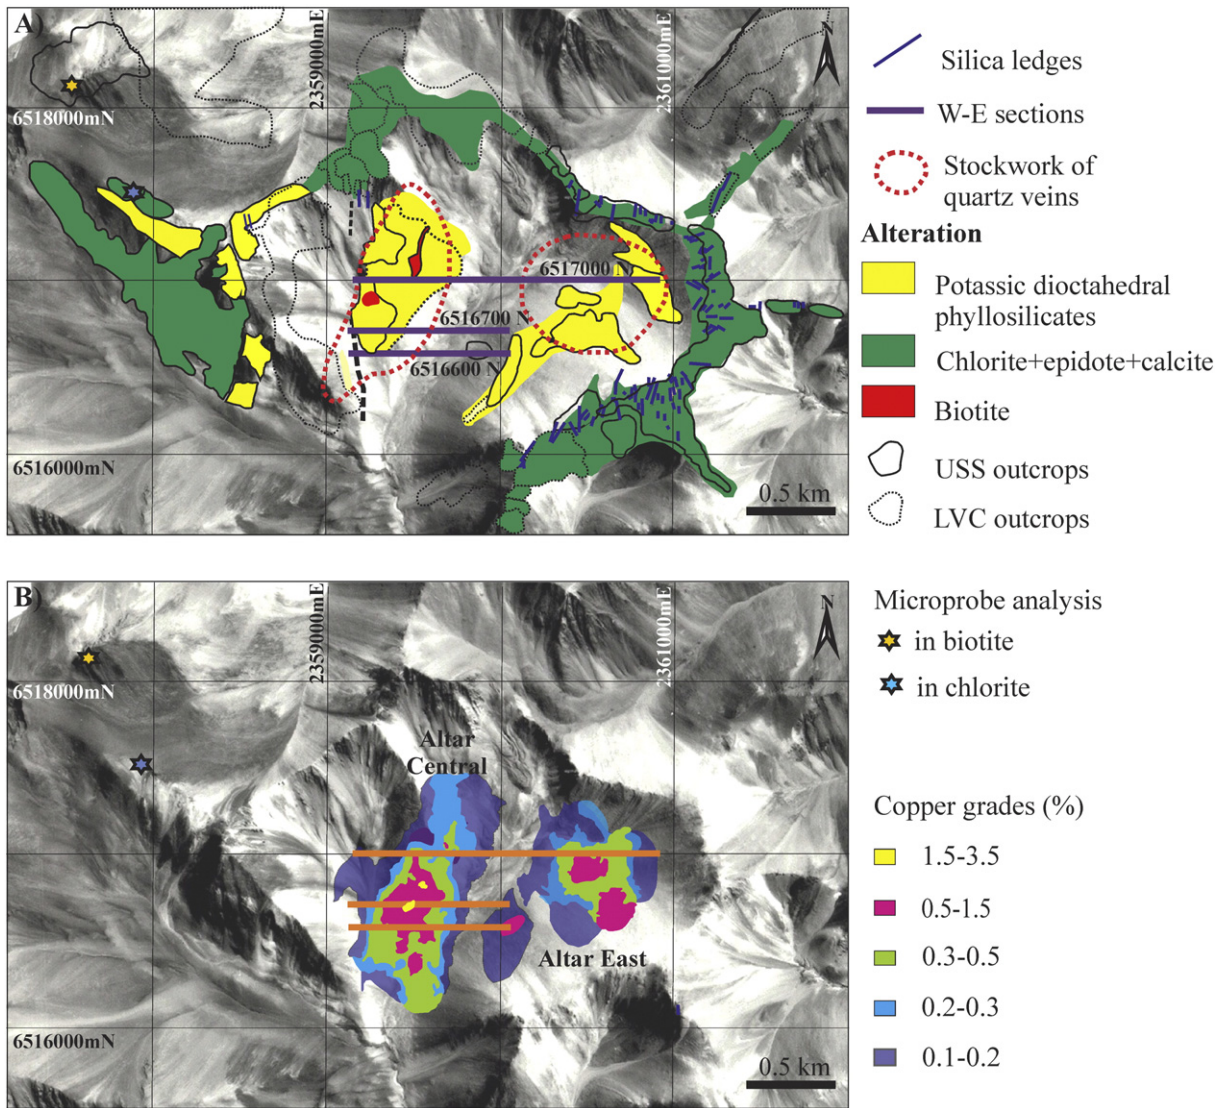 A)
2359000mE
2361000mE
N
6518000mN
6517000 N
6516700 N
6516600 N
6516000mN
0.5 km
Silica ledges
W-E sections
Stockwork of
quartz veins
Alteration
Potassic dioctahedral
phyllosilicates
Chlorite+epidote+calcite
Biotite
USS outcrops
LVC outcrops
B)
2359000mE
2361000mE
N
6518000mN
Altar
Central
Altar East
6516000mN
0.5 km
Microprobe analysis
in biotite
in chlorite
Copper grades (%)
1.5-3.5
0.5-1.5
0.3-0.5
0.2-0.3
0.1-0.2